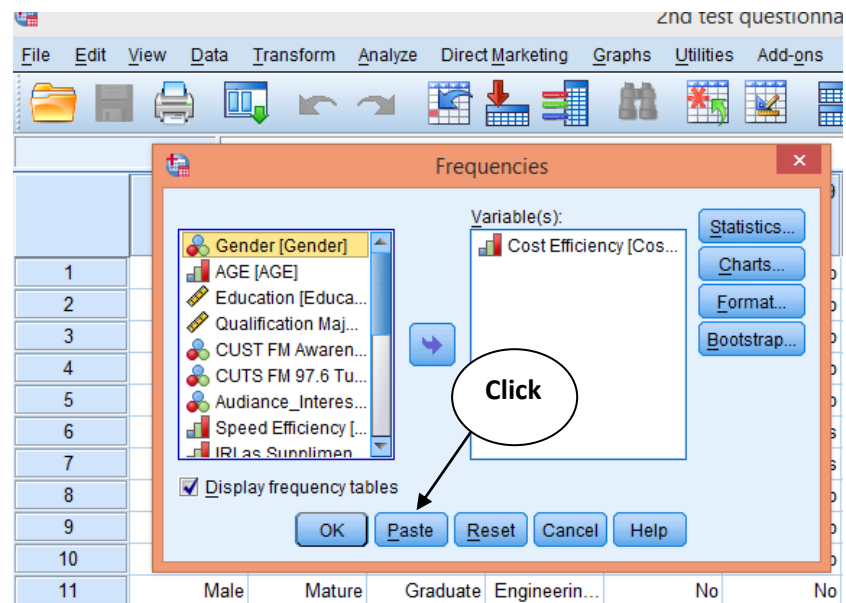 2nd test questionna
File Edit View Data Transform Analyze Direct Marketing Graphs Utilities Add-ons
Frequencies
Variable(s):
Gender [Gender]
AGE [AGE]
Education [Educa...
Qualification Maj...
CUST FM Awaren...
CUTS FM 97.6 Tu...
Audiance_Interes...
Speed Efficiency [...
IRI as Supplimen
Cost Efficiency [Cos...
Statistics...
Charts...
Format...
Bootstrap...
Click
Display frequency tables
OK Paste Reset Cancel Help
1
2
3
4
5
6
7
8
9
10
11 Male Mature Graduate Engineerin... No No